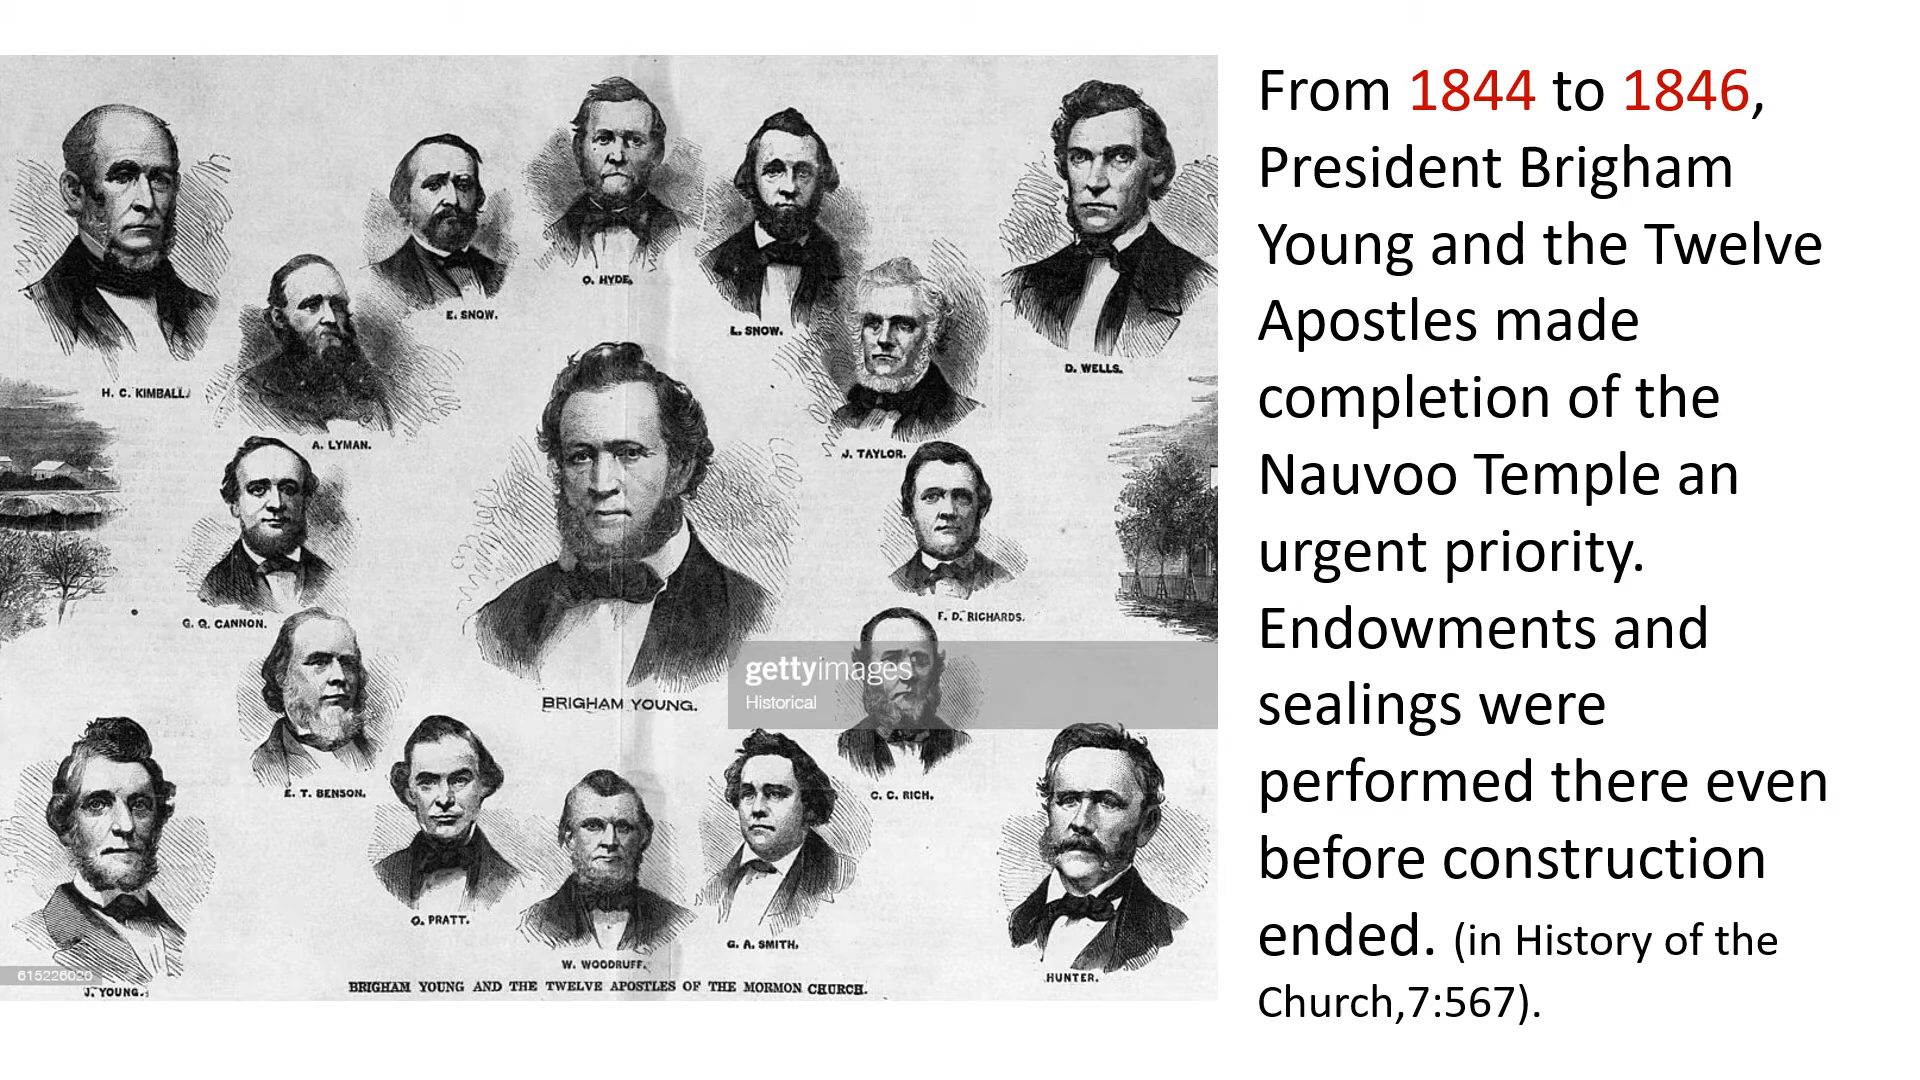 From 1844 to 1846,
President Brigham
Young and the Twelve
Apostles made
completion of the
Nauvoo Temple an
urgent priority.
Endowments and
sealings were
performed there even
before construction
ended. (in History of the
Church,7:567).
O. HYDE.
E. SNOW.
L. SNOW.
D. WELLS.
H. C. KIMBALL.
A. LYMAN.
J. TAYLOR.
G. Q. CANNON.
F. D. RICHARDS.
BRIGHAM YOUNG.
gettyimages
Historical
E. T. BENSON.
C. C. RICH.
O. PRATT.
G. A. SMITH.
W. WOODRUFF.
HUNTER.
615226020
J. YOUNG.
BRIGHAM YOUNG AND THE TWELVE APOSTLES OF THE MORMON CHURCH.